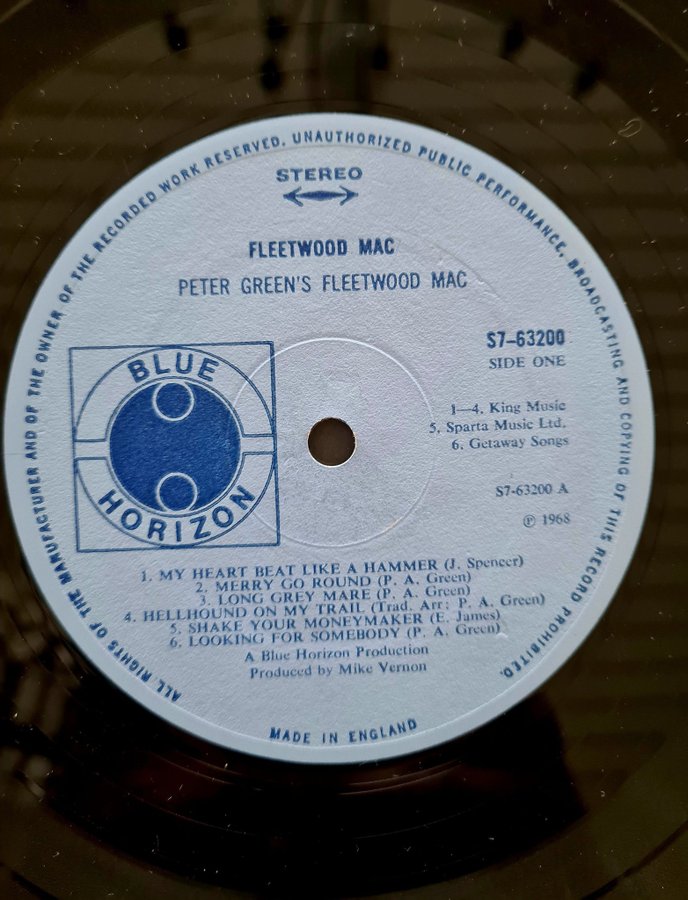 ALL RIGHTS OF THE MANUFACTURER AND OF THE OWNER OF THE RECORDED WORK RESERVED. UNAUTHORIZED PUBLIC PERFORMANCE, BROADCASTING AND COPYING OF THIS RECORD PROHIBITED.
STEREO
FLEETWOOD MAC
PETER GREEN'S FLEETWOOD MAC
S7-63200
SIDE ONE
BLUE
HORIZON
1—4. King Music
5. Sparta Music Ltd.
6. Getaway Songs
S7-63200 A
℗ 1968
1. MY HEART BEAT LIKE A HAMMER (J. Spencer)
2. MERRY GO ROUND (P. A. Green)
3. LONG GREY MARE (P. A. Green)
4. HELLHOUND ON MY TRAIL (Trad. Arr: P. A. Green)
5. SHAKE YOUR MONEYMAKER (E. James)
6. LOOKING FOR SOMEBODY (P. A. Green)
A Blue Horizon Production
Produced by Mike Vernon
MADE IN ENGLAND